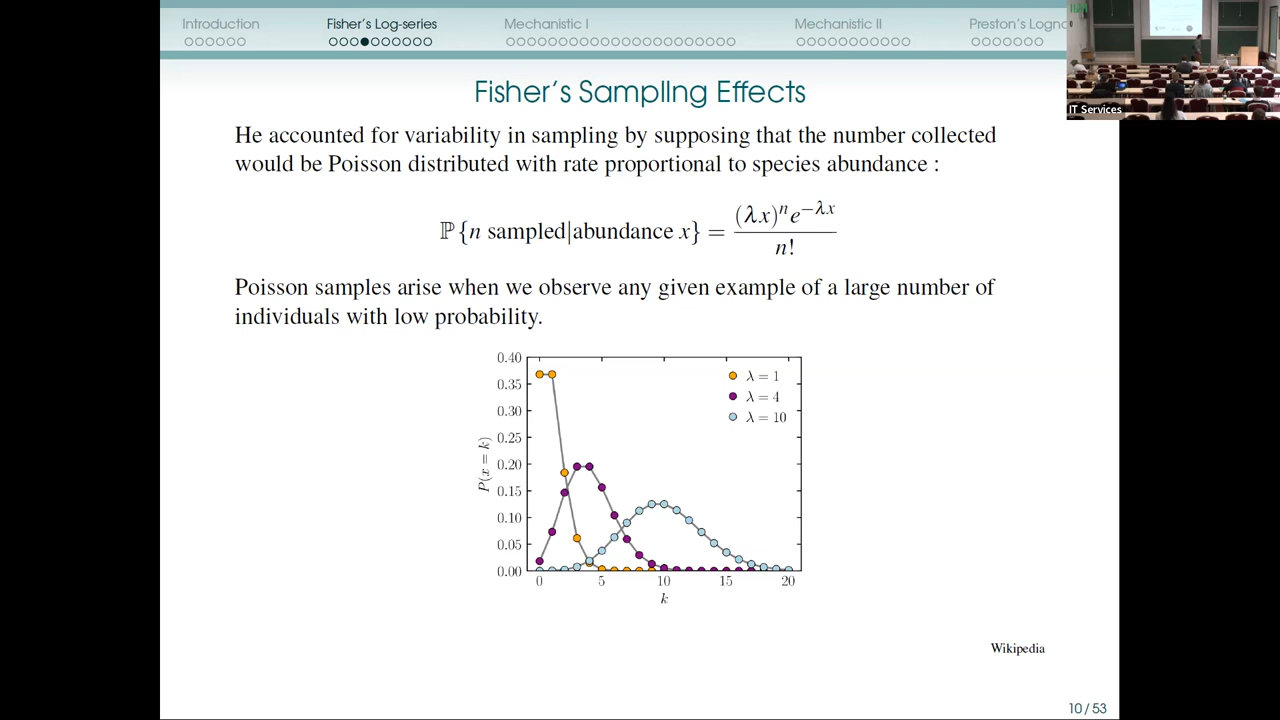 Introduction Fisher's Log-series Mechanistic I Mechanistic II Preston's Logno
IT Services
Fisher's Sampling Effects
He accounted for variability in sampling by supposing that the number collected
would be Poisson distributed with rate proportional to species abundance :
ℙ{n sampled|abundance x} = (λx)ⁿe^{−λx} / n!
Poisson samples arise when we observe any given example of a large number of
individuals with low probability.
0.40
0.35
0.30
0.25
0.20
0.15
0.10
0.05
0.00
P(x = k)
λ = 1
λ = 4
λ = 10
0 5 10 15 20
k
Wikipedia
10 / 53